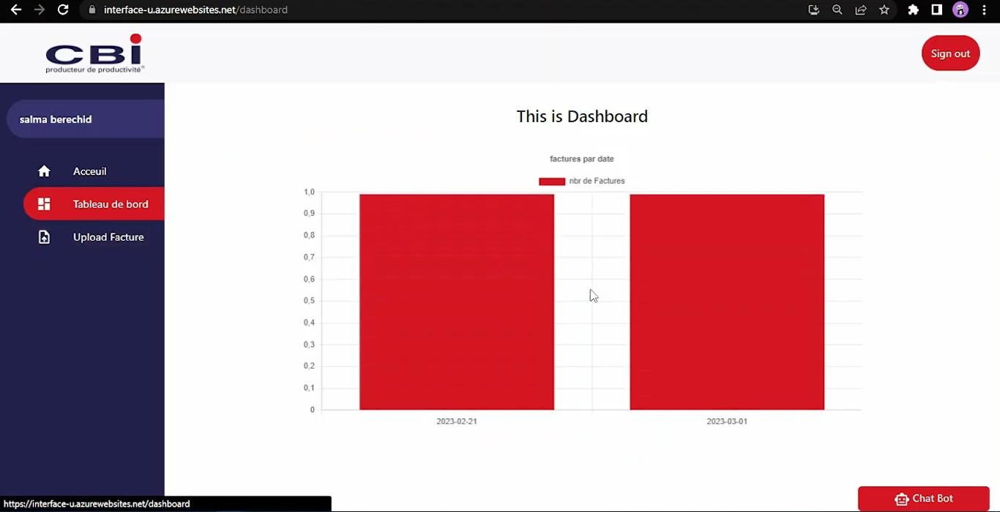 interface-u.azurewebsites.net/dashboard
CBi
producteur de productivité®
Sign out
salma berechid
Acceuil
Tableau de bord
Upload Facture
This is Dashboard
factures par date
nbr de Factures
1,0
0,9
0,8
0,7
0,6
0,5
0,4
0,3
0,2
0,1
0
2023-02-21
2023-03-01
Chat Bot
https://interface-u.azurewebsites.net/dashboard